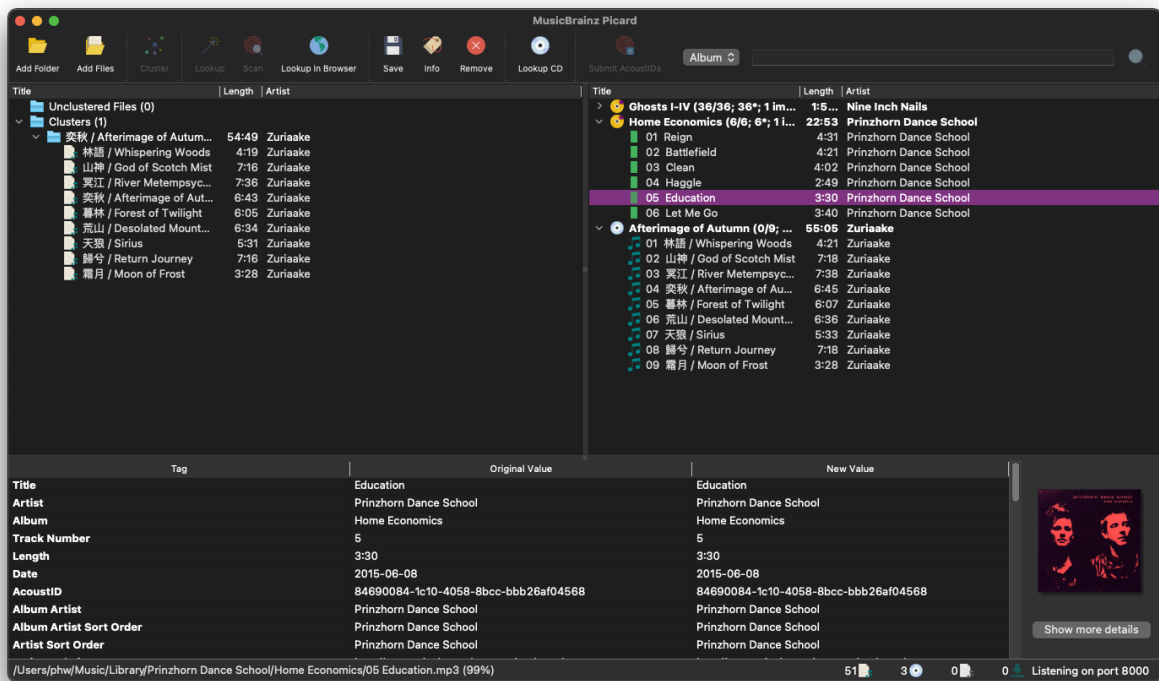 MusicBrainz Picard
Add Folder Add Files Cluster Lookup Scan Lookup in Browser Save Info Remove Lookup CD Submit AcoustIDs Album
Title Length Artist
Unclustered Files (0)
Clusters (1)
奕秋 / Afterimage of Autum... 54:49 Zuriaake
林語 / Whispering Woods 4:19 Zuriaake
山神 / God of Scotch Mist 7:16 Zuriaake
冥江 / River Metempsyc... 7:36 Zuriaake
奕秋 / Afterimage of Aut... 6:43 Zuriaake
暮林 / Forest of Twilight 6:05 Zuriaake
荒山 / Desolated Mount... 6:34 Zuriaake
天狼 / Sirius 5:31 Zuriaake
歸兮 / Return Journey 7:16 Zuriaake
霜月 / Moon of Frost 3:28 Zuriaake
Title Length Artist
Ghosts I-IV (36/36; 36*; 1 im... 1:5... Nine Inch Nails
Home Economics (6/6; 6*; 1 i... 22:53 Prinzhorn Dance School
01 Reign 4:31 Prinzhorn Dance School
02 Battlefield 4:21 Prinzhorn Dance School
03 Clean 4:02 Prinzhorn Dance School
04 Haggle 2:49 Prinzhorn Dance School
05 Education 3:30 Prinzhorn Dance School
06 Let Me Go 3:40 Prinzhorn Dance School
Afterimage of Autumn (0/9; ... 55:05 Zuriaake
01 林語 / Whispering Woods 4:21 Zuriaake
02 山神 / God of Scotch Mist 7:18 Zuriaake
03 冥江 / River Metempsyc... 7:38 Zuriaake
04 奕秋 / Afterimage of Au... 6:45 Zuriaake
05 暮林 / Forest of Twilight 6:07 Zuriaake
06 荒山 / Desolated Mount... 6:36 Zuriaake
07 天狼 / Sirius 5:33 Zuriaake
08 歸兮 / Return Journey 7:18 Zuriaake
09 霜月 / Moon of Frost 3:28 Zuriaake
Tag Original Value New Value
Title Education Education
Artist Prinzhorn Dance School Prinzhorn Dance School
Album Home Economics Home Economics
Track Number 5 5
Length 3:30 3:30
Date 2015-06-08 2015-06-08
AcoustID 84690084-1c10-4058-8bcc-bbb26af04568 84690084-1c10-4058-8bcc-bbb26af04568
Album Artist Prinzhorn Dance School Prinzhorn Dance School
Album Artist Sort Order Prinzhorn Dance School Prinzhorn Dance School
Artist Sort Order Prinzhorn Dance School Prinzhorn Dance School
prinzhorn dance school
home economics
Show more details
/Users/phw/Music/Library/Prinzhorn Dance School/Home Economics/05 Education.mp3 (99%) 51 3 0 0 Listening on port 8000